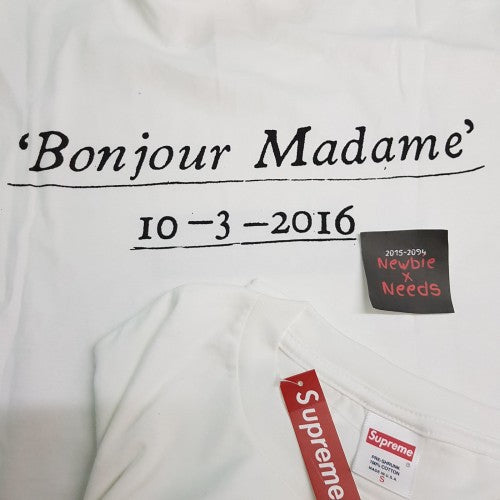 ‘Bonjour Madame’
10-3-2016
2015-2094
Newbie
x
Needs
Supreme
Supreme
PRE-SHRUNK
100% COTTON
MADE IN U.S.A
S